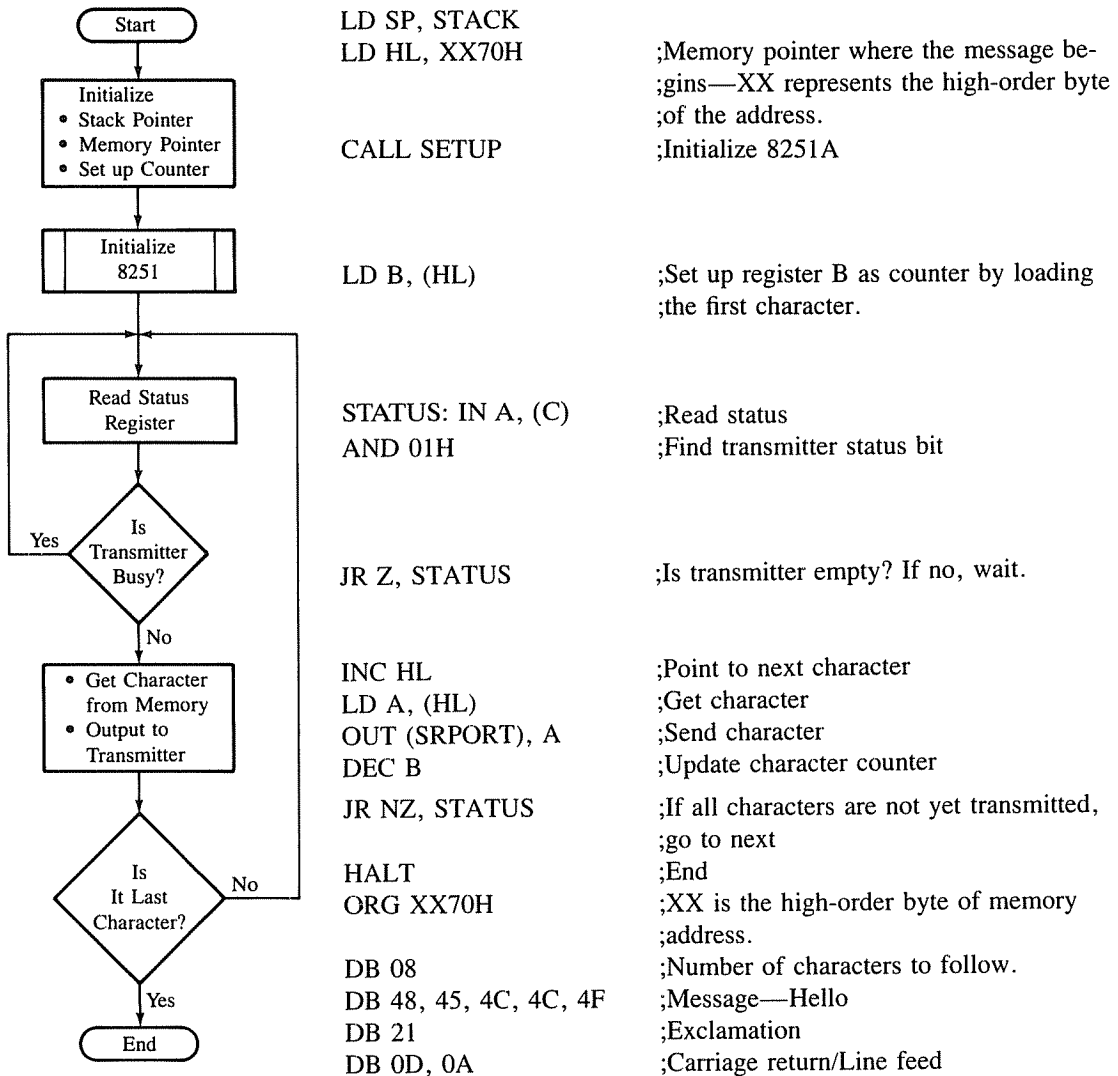 Start
Initialize
• Stack Pointer
• Memory Pointer
• Set up Counter
Initialize
8251
Read Status
Register
Is
Transmitter
Busy?
Yes
No
• Get Character
from Memory
• Output to
Transmitter
Is
It Last
Character?
No
Yes
End
LD SP, STACK
LD HL, XX70H ;Memory pointer where the message be-
;gins—XX represents the high-order byte
;of the address.
CALL SETUP ;Initialize 8251A
LD B, (HL) ;Set up register B as counter by loading
;the first character.
STATUS: IN A, (C) ;Read status
AND 01H ;Find transmitter status bit
JR Z, STATUS ;Is transmitter empty? If no, wait.
INC HL ;Point to next character
LD A, (HL) ;Get character
OUT (SRPORT), A ;Send character
DEC B ;Update character counter
JR NZ, STATUS ;If all characters are not yet transmitted,
;go to next
HALT ;End
ORG XX70H ;XX is the high-order byte of memory
;address.
DB 08 ;Number of characters to follow.
DB 48, 45, 4C, 4C, 4F ;Message—Hello
DB 21 ;Exclamation
DB 0D, 0A ;Carriage return/Line feed